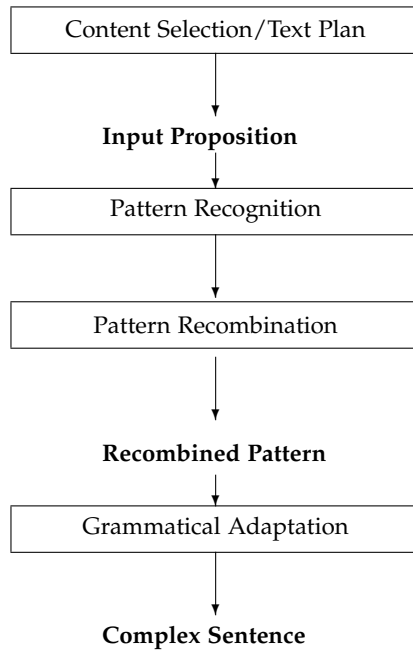 Content Selection/Text Plan
Input Proposition
Pattern Recognition
Pattern Recombination
Recombined Pattern
Grammatical Adaptation
Complex Sentence